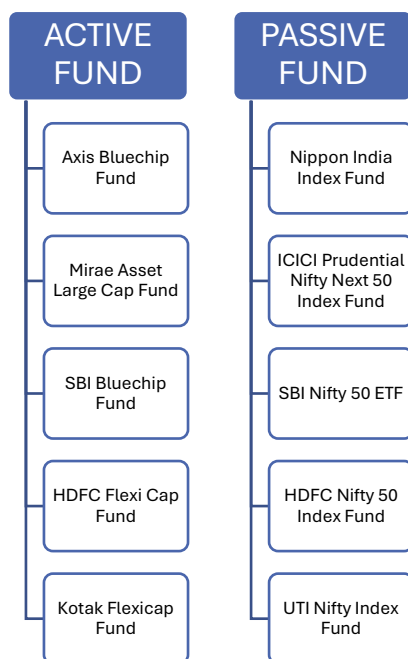 ACTIVE
FUND
Axis Bluechip
Fund
Mirae Asset
Large Cap Fund
SBI Bluechip
Fund
HDFC Flexi Cap
Fund
Kotak Flexicap
Fund
PASSIVE
FUND
Nippon India
Index Fund
ICICI Prudential
Nifty Next 50
Index Fund
SBI Nifty 50 ETF
HDFC Nifty 50
Index Fund
UTI Nifty Index
Fund